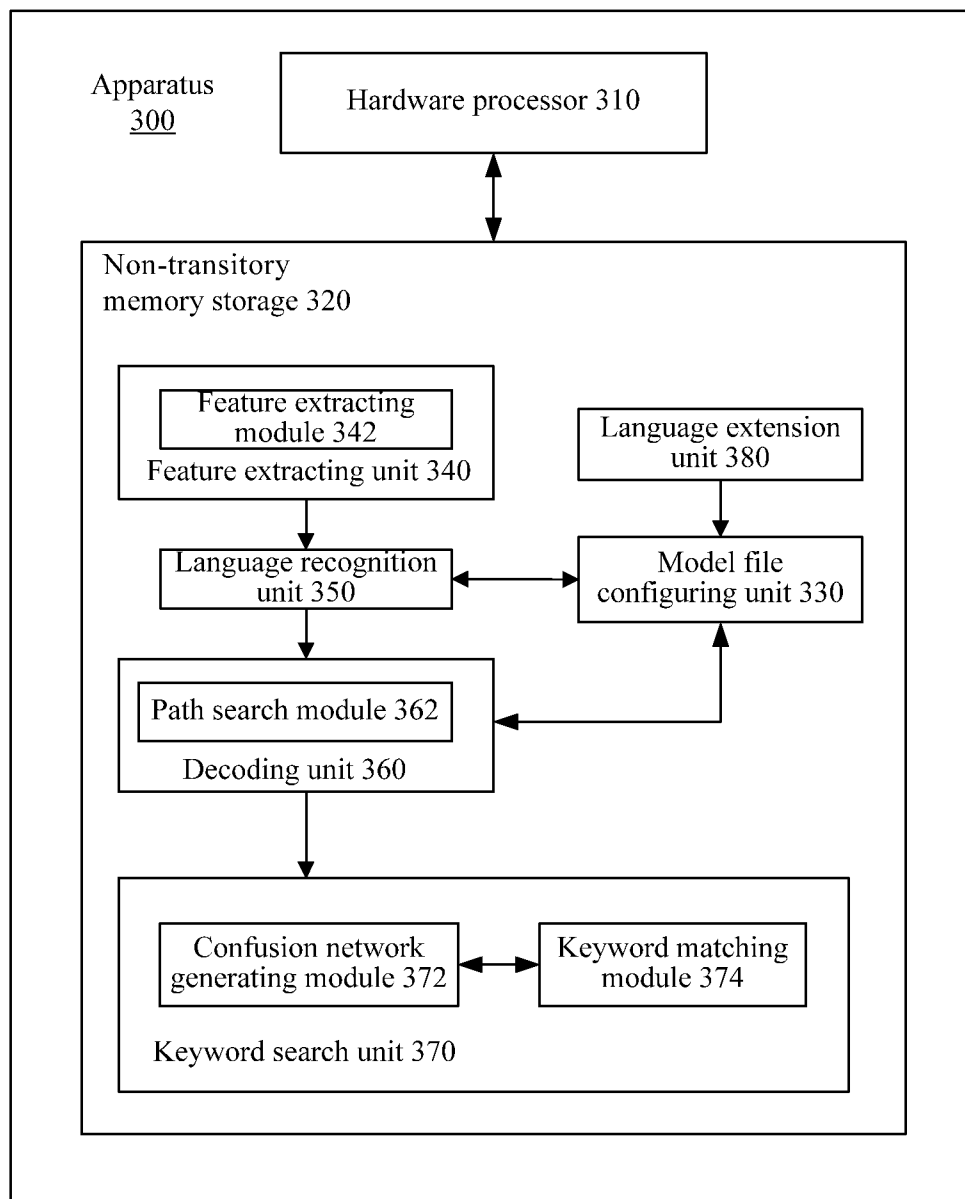 Apparatus
300
Hardware processor 310
Non-transitory
memory storage 320
Feature extracting
module 342
Feature extracting unit 340
Language extension
unit 380
Language recognition
unit 350
Model file
configuring unit 330
Path search module 362
Decoding unit 360
Confusion network
generating module 372
Keyword matching
module 374
Keyword search unit 370